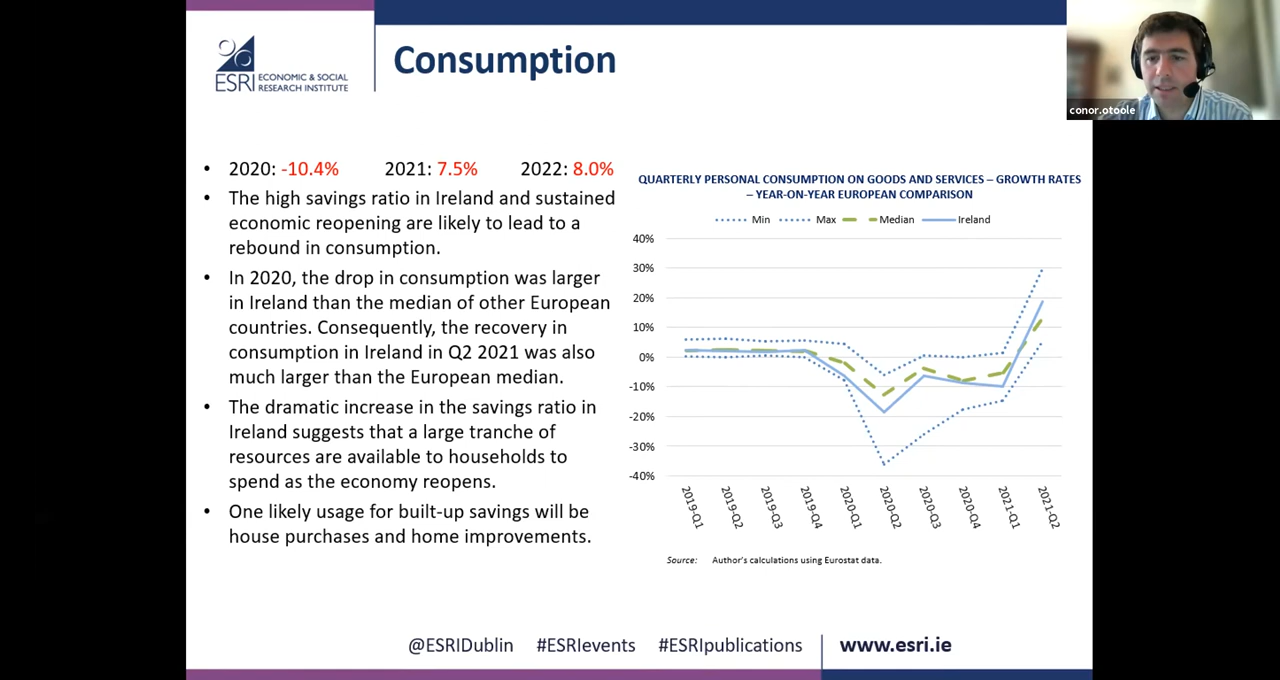 ESRI
ECONOMIC & SOCIAL
RESEARCH INSTITUTE
Consumption
conor.otoole
• 2020: -10.4% 2021: 7.5% 2022: 8.0%
• The high savings ratio in Ireland and sustained
economic reopening are likely to lead to a
rebound in consumption.
• In 2020, the drop in consumption was larger
in Ireland than the median of other European
countries. Consequently, the recovery in
consumption in Ireland in Q2 2021 was also
much larger than the European median.
• The dramatic increase in the savings ratio in
Ireland suggests that a large tranche of
resources are available to households to
spend as the economy reopens.
• One likely usage for built-up savings will be
house purchases and home improvements.
QUARTERLY PERSONAL CONSUMPTION ON GOODS AND SERVICES – GROWTH RATES
– YEAR-ON-YEAR EUROPEAN COMPARISON
Min Max Median Ireland
40%
30%
20%
10%
0%
-10%
-20%
-30%
-40%
2019-Q1 2019-Q2 2019-Q3 2019-Q4 2020-Q1 2020-Q2 2020-Q3 2020-Q4 2021-Q1 2021-Q2
Source: Author's calculations using Eurostat data.
@ESRIDublin #ESRIevents #ESRIpublications www.esri.ie